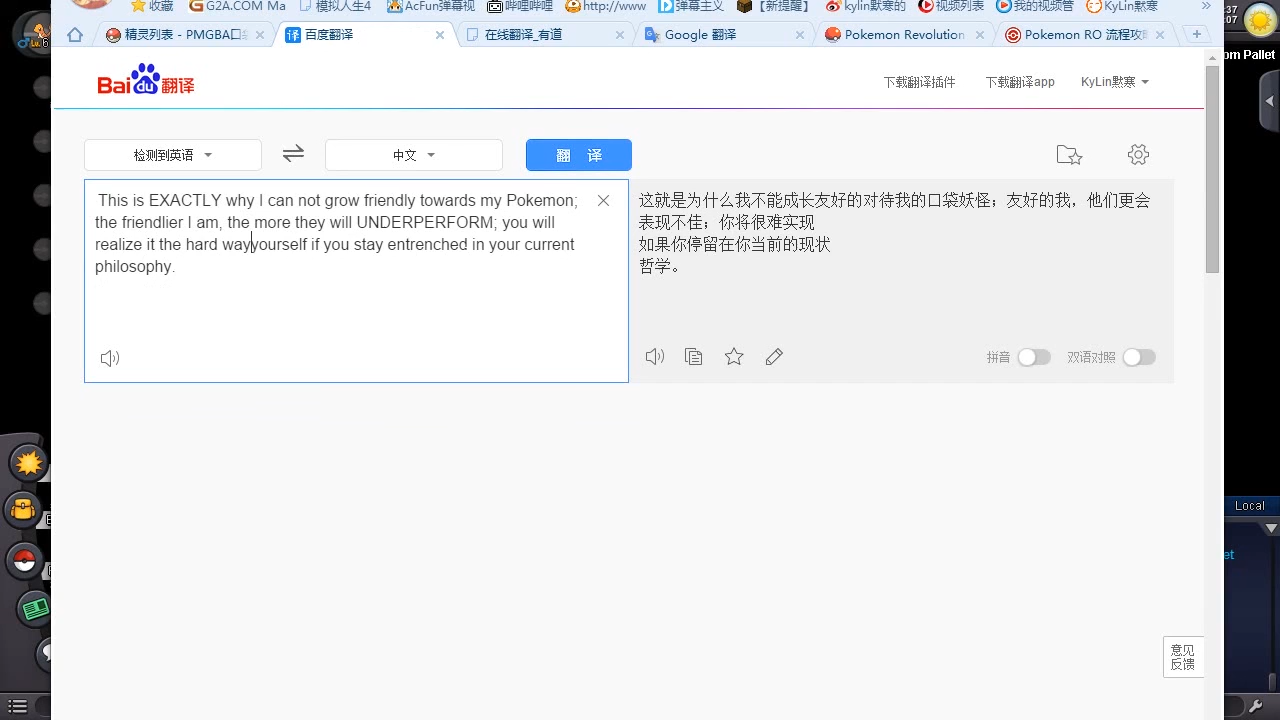 收藏 G2A.COM Ma 模拟人生4 AcFun弹幕视 哔哩哔哩 http://www 弹幕主义 【新提醒】 kylin默寒的 视频列表 我的视频管 KyLin默寒 »
精灵列表 - PMGBA口袋 × 百度翻译 × 在线翻译_有道 × Google 翻译 × Pokemon Revolutio × Pokemon RO 流程攻略 ×
om Pallet
Bai du 翻译
下载翻译插件 下载翻译app KyLin默寒
检测到英语 中文 翻 译
This is EXACTLY why I can not grow friendly towards my Pokemon;
the friendlier I am, the more they will UNDERPERFORM; you will
realize it the hard wayyourself if you stay entrenched in your current
philosophy.
这就是为什么我不能成长友好的对待我的口袋妖怪；友好的我，他们更会
表现不佳；你将很难实现
如果你停留在你当前的现状
哲学。
拼音 双语对照
Local
et
意见
反馈